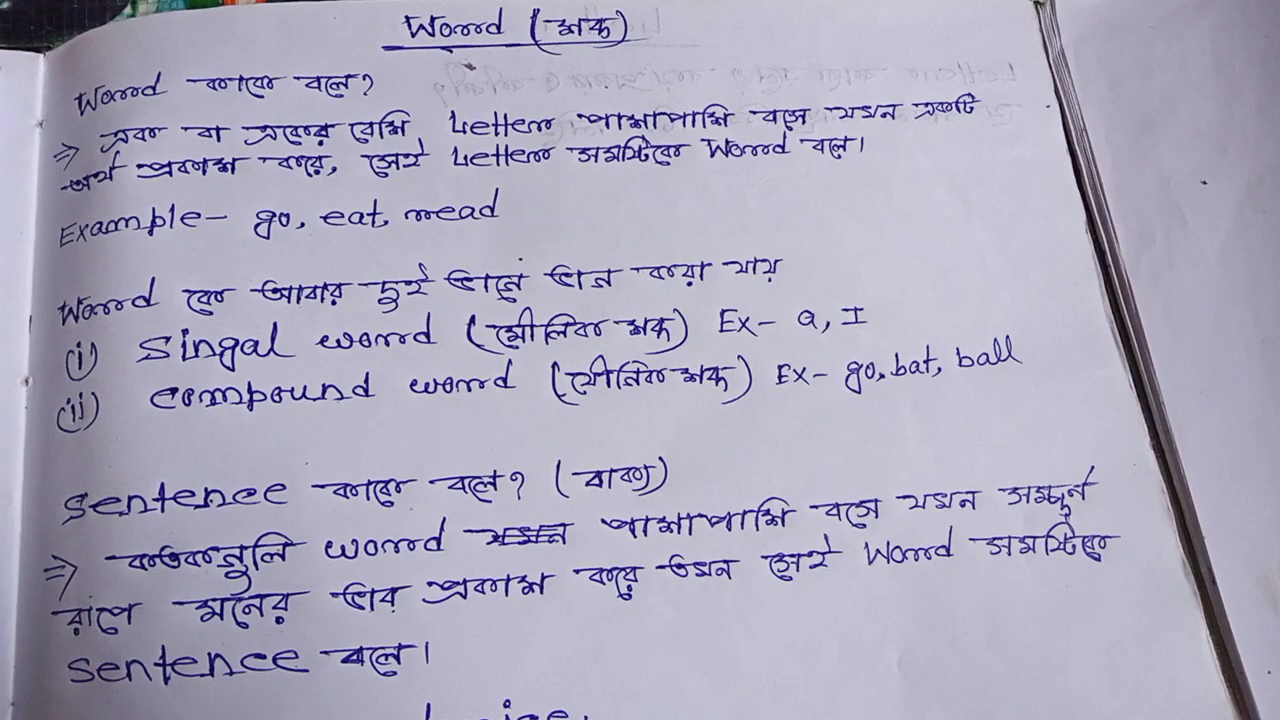 Word (শব্দ)
Word কাকে বলে?
⇒ এক বা একের বেশি Letter পাশাপাশি বসে যখন একটি
অর্থ প্রকাশ করে, সেই Letter সমষ্টিকে Word বলে।
Example- go, eat, read
Word কে আবার দুই ভাগে ভাগ করা যায়
(i) Singal word (মৌলিক শব্দ) Ex- a, I
(ii) compound word (যৌগিক শব্দ) Ex- go, bat, ball
Sentence কাকে বলে? (বাক্য)
⇒ কতকগুলি word যখন পাশাপাশি বসে যখন সম্পূর্ন
রূপে মনের ভাব প্রকাশ করে তখন সেই Word সমষ্টিকে
Sentence বলে।